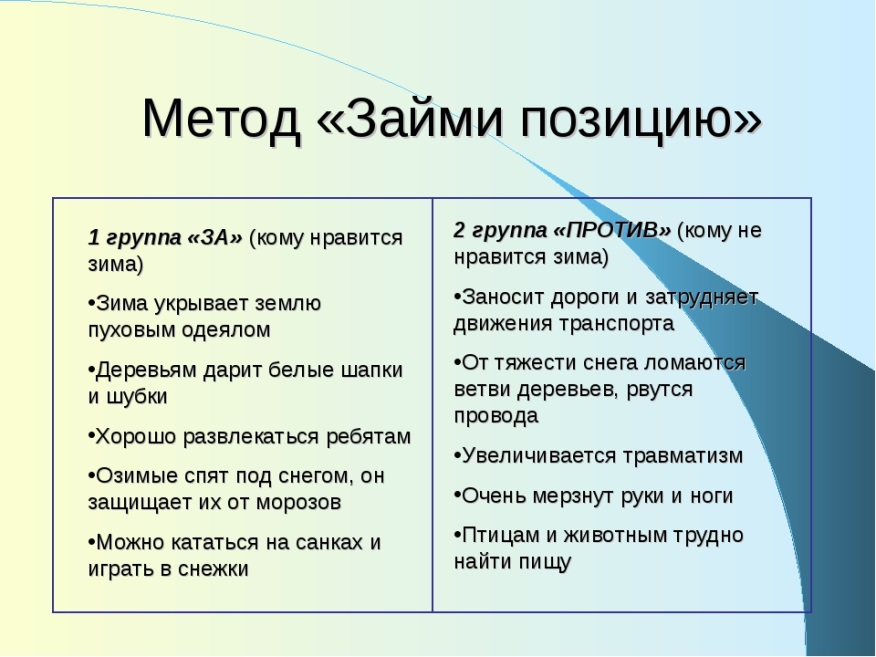 Метод «Займи позицию»
1 группа «ЗА» (кому нравится
зима)
•Зима укрывает землю
пуховым одеялом
•Деревьям дарит белые шапки
и шубки
•Хорошо развлекаться ребятам
•Озимые спят под снегом, он
защищает их от морозов
•Можно кататься на санках и
играть в снежки
2 группа «ПРОТИВ» (кому не
нравится зима)
•Заносит дороги и затрудняет
движения транспорта
•От тяжести снега ломаются
ветви деревьев, рвутся
провода
•Увеличивается травматизм
•Очень мерзнут руки и ноги
•Птицам и животным трудно
найти пищу